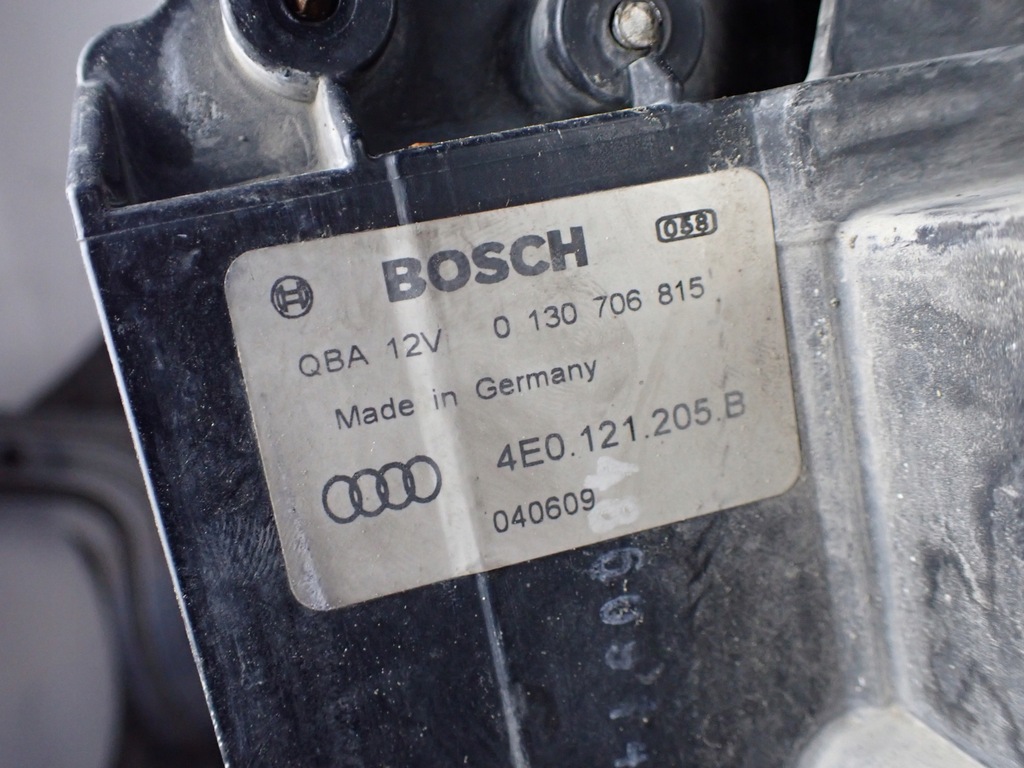 BOSCH
058
QBA 12V 0 130 706 815
Made in Germany
4E0.121.205.B
040609